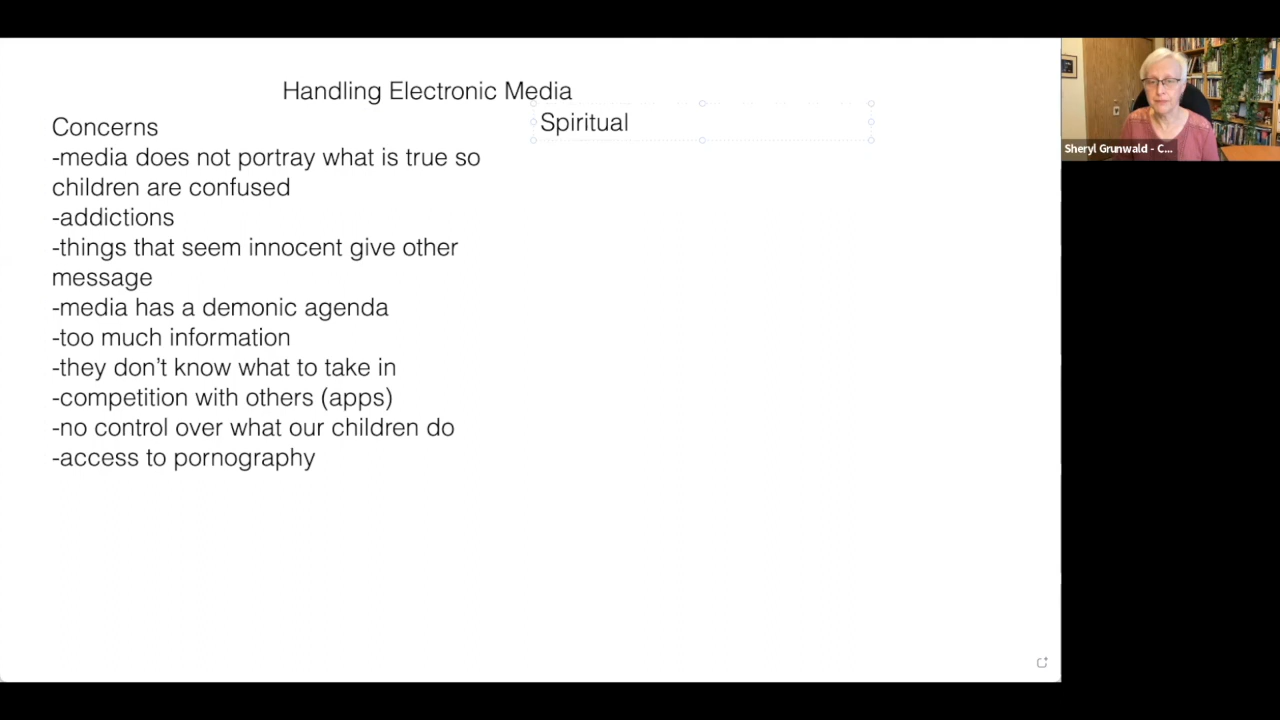 Handling Electronic Media
Concerns
-media does not portray what is true so
children are confused
-addictions
-things that seem innocent give other
message
-media has a demonic agenda
-too much information
-they don’t know what to take in
-competition with others (apps)
-no control over what our children do
-access to pornography
Spiritual
Sheryl Grunwald - C...